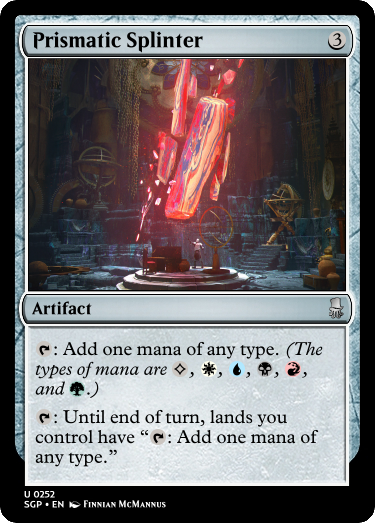 Prismatic Splinter 3
Artifact
: Add one mana of any type. (The
types of mana are , , , , ,
and .)
: Until end of turn, lands you
control have “: Add one mana of
any type.”
U 0252
SGP • EN Finnian McMannus